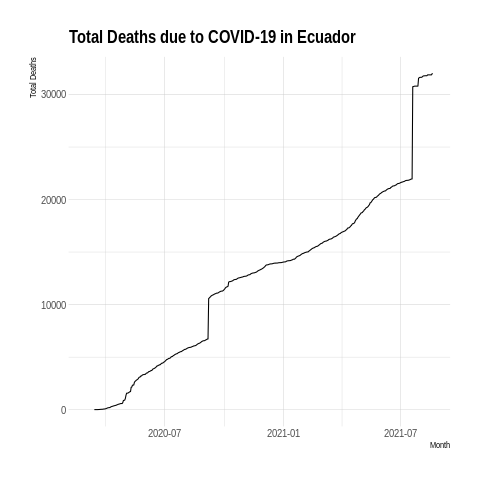 Total Deaths due to COVID-19 in Ecuador
Total Deaths
30000
20000
10000
0
2020-07
2021-01
2021-07
Month